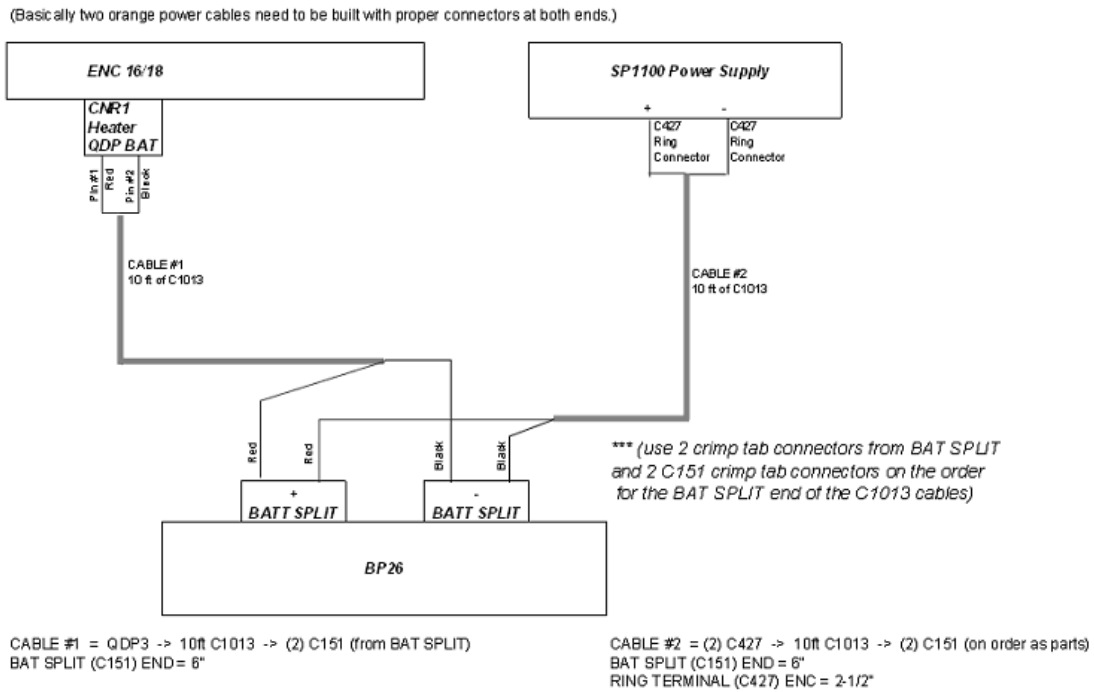 (Basically two orange power cables need to be built with proper connectors at both ends.)
ENC 16/18
SP1100 Power Supply
+
-
CNR1
Heater
QDP BAT
C427
Ring
Connector
C427
Ring
Connector
Pin #1
Red
Pin #2
Black
CABLE #1
10 ft of C1013
CABLE #2
10 ft of C1013
Red
Red
Black
Black
*** (use 2 crimp tab connectors from BAT SPLIT
and 2 C151 crimp tab connectors on the order
for the BAT SPLIT end of the C1013 cables)
+
BATT SPLIT
-
BATT SPLIT
BP26
CABLE #1 = QDP3 -> 10ft C1013 -> (2) C151 (from BAT SPLIT)
BAT SPLIT (C151) END = 6"
CABLE #2 = (2) C427 -> 10ft C1013 -> (2) C151 (on order as parts)
BAT SPLIT (C151) END = 6"
RING TERMINAL (C427) ENC = 2-1/2"